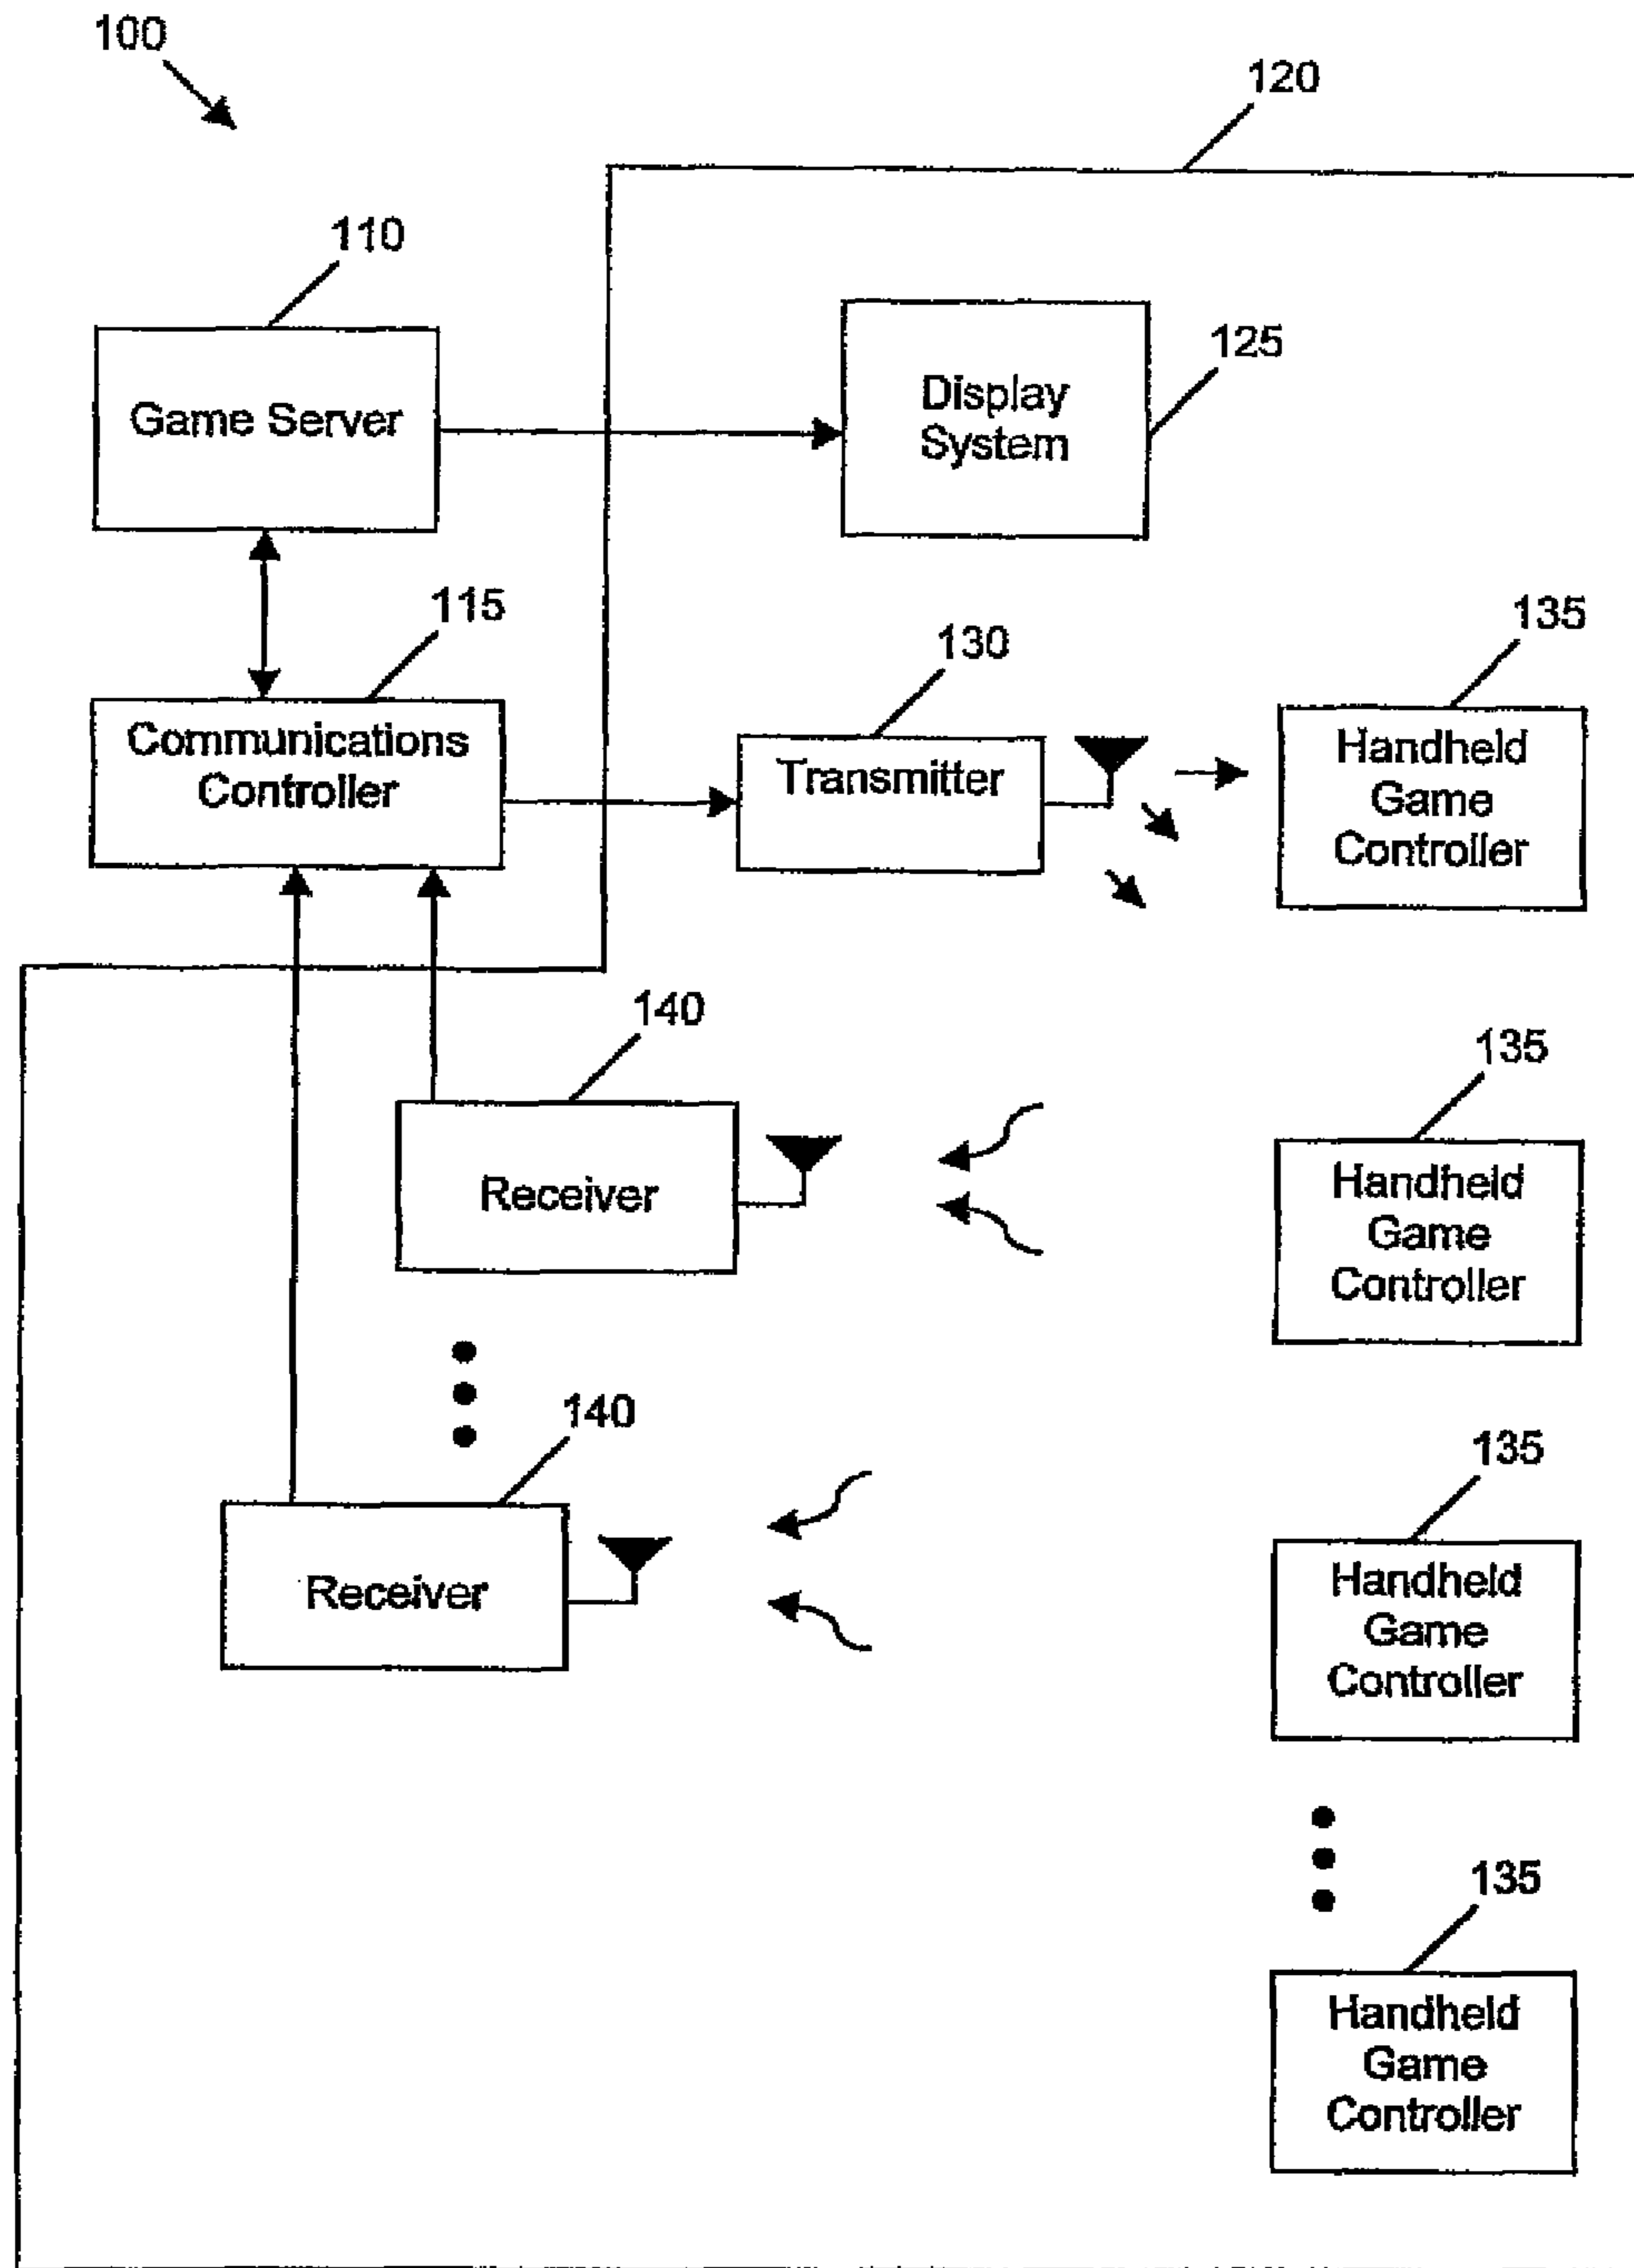 100
120
110
Game Server
Display
System
125
115
Communications
Controller
130
Transmitter
135
Handheld
Game
Controller
140
Receiver
135
Handheld
Game
Controller
140
Receiver
135
Handheld
Game
Controller
135
Handheld
Game
Controller